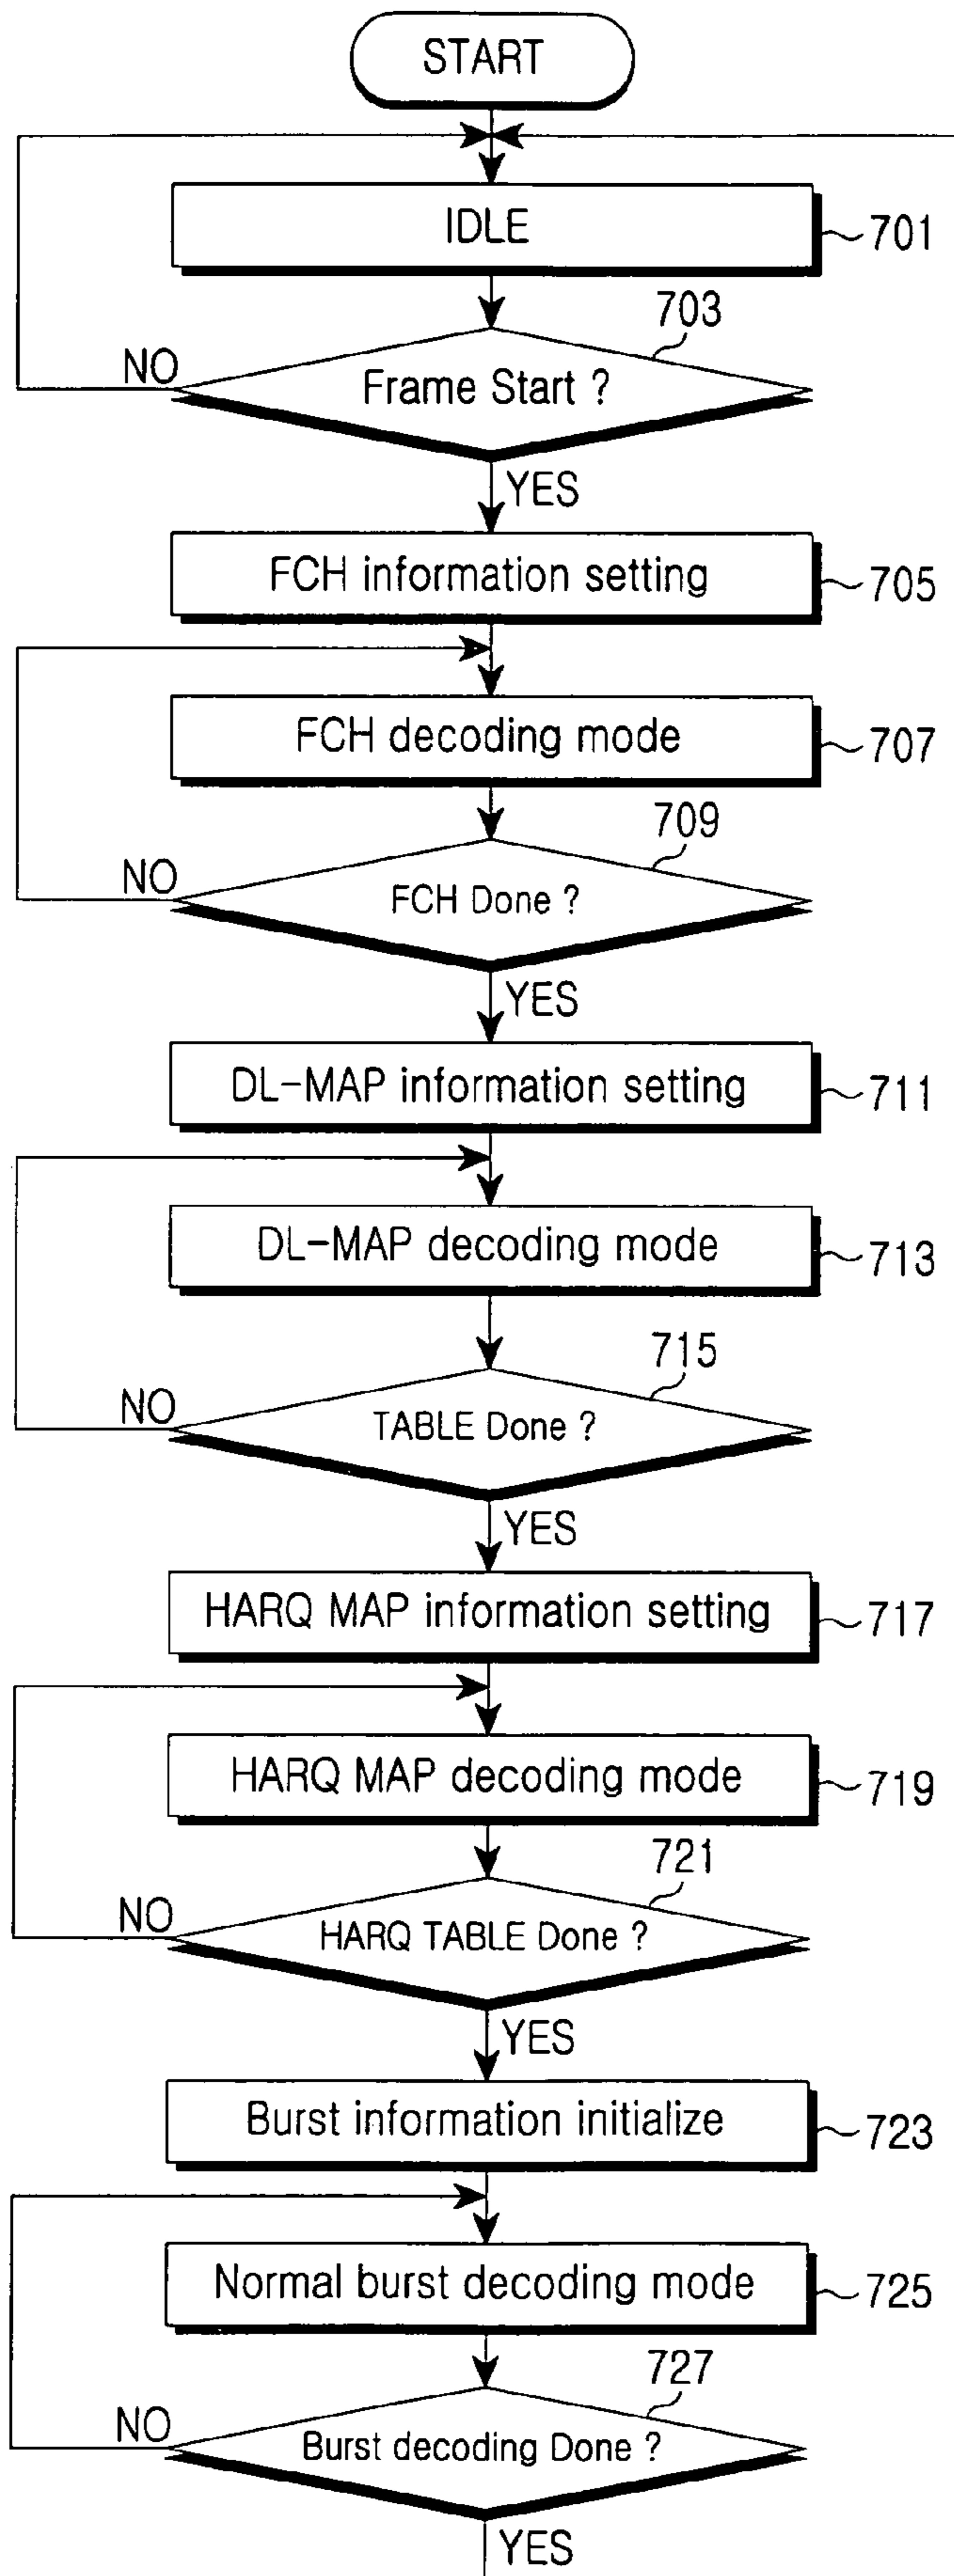 START
IDLE
701
703
NO
Frame Start ?
YES
FCH information setting
705
FCH decoding mode
707
709
NO
FCH Done ?
YES
DL-MAP information setting
711
DL-MAP decoding mode
713
715
NO
TABLE Done ?
YES
HARQ MAP information setting
717
HARQ MAP decoding mode
719
721
NO
HARQ TABLE Done ?
YES
Burst information initialize
723
Normal burst decoding mode
725
727
NO
Burst decoding Done ?
YES